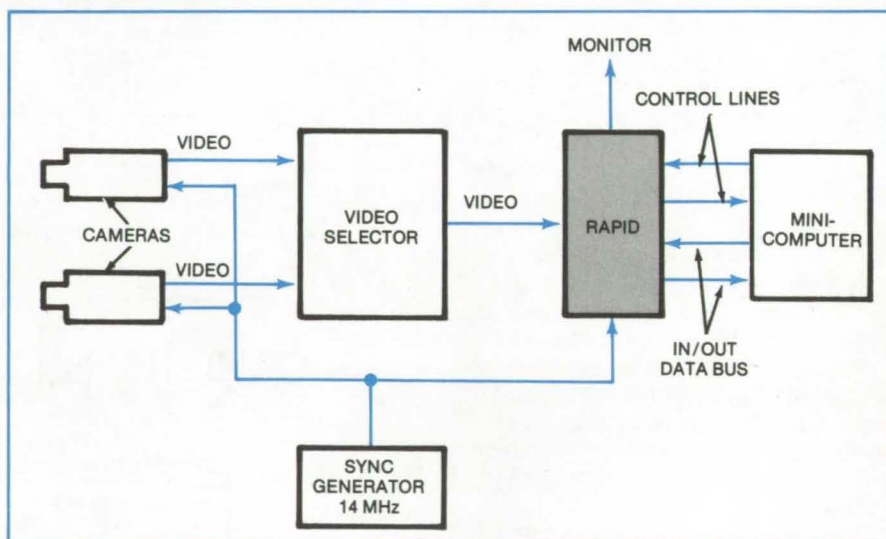 MONITOR
CONTROL LINES
VIDEO
VIDEO
SELECTOR
VIDEO
RAPID
MINI-
COMPUTER
CAMERAS
VIDEO
IN/OUT
DATA BUS
SYNC
GENERATOR
14 MHz